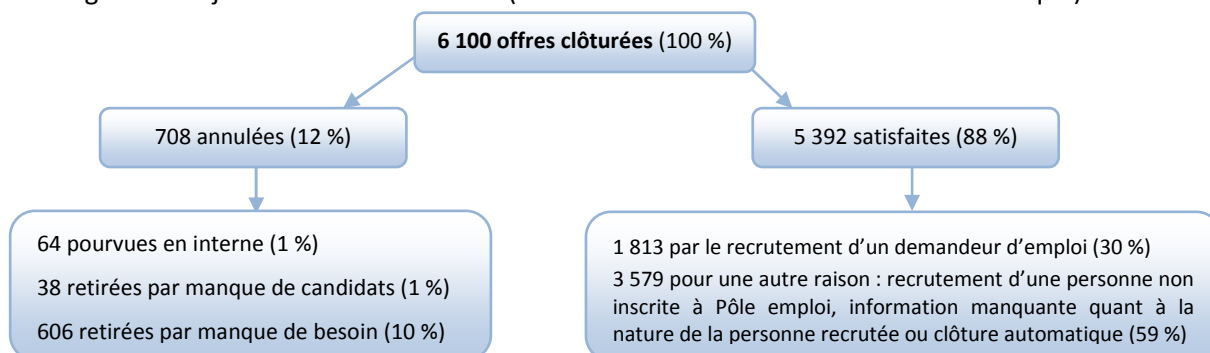 6 100 offres clôturées (100 %)
708 annulées (12 %)
5 392 satisfaites (88 %)
64 pourvues en interne (1 %)
38 retirées par manque de candidats (1 %)
606 retirées par manque de besoin (10 %)
1 813 par le recrutement d’un demandeur d’emploi (30 %)
3 579 pour une autre raison : recrutement d’une personne non
inscrite à Pôle emploi, information manquante quant à la
nature de la personne recrutée ou clôture automatique (59 %)